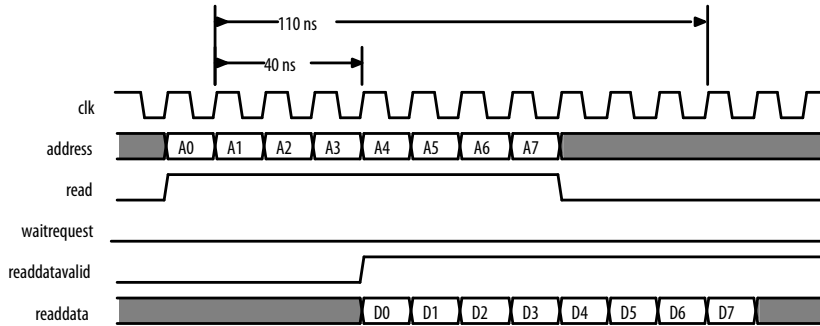 110 ns
40 ns
clk
address A0 A1 A2 A3 A4 A5 A6 A7
read
waitrequest
readdatavalid
readdata D0 D1 D2 D3 D4 D5 D6 D7